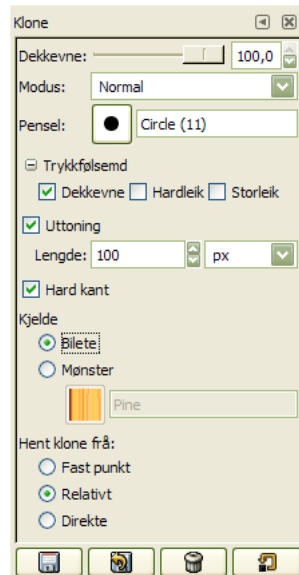 Klone
Dekkevne: 100,0
Modus: Normal
Pensel: Circle (11)
Trykkfølsemd
Dekkevne Hardleik Storleik
Uttoning
Lengde: 100 px
Hard kant
Kjelde
Bilete
Mønster
Pine
Hent klone frå:
Fast punkt
Relativt
Direkte